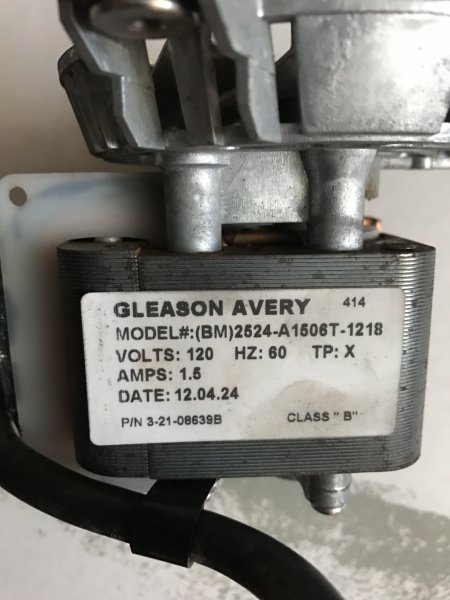 GLEASON AVERY 414
MODEL#:(BM)2524-A1506T-1218
VOLTS: 120 HZ: 60 TP: X
AMPS: 1.5
DATE: 12.04.24
P/N 3-21-08639B CLASS " B"